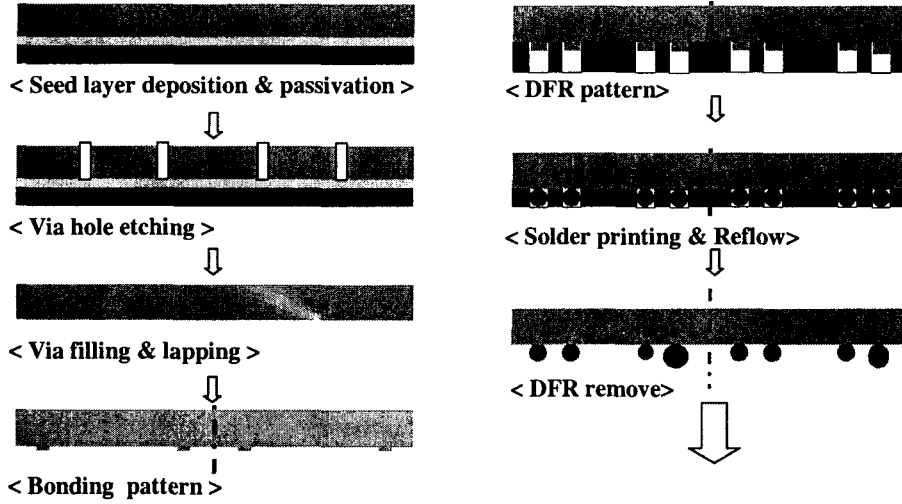 < Seed layer deposition & passivation >
< Via hole etching >
< Via filling & lapping >
< Bonding pattern >
< DFR pattern>
< Solder printing & Reflow>
< DFR remove>